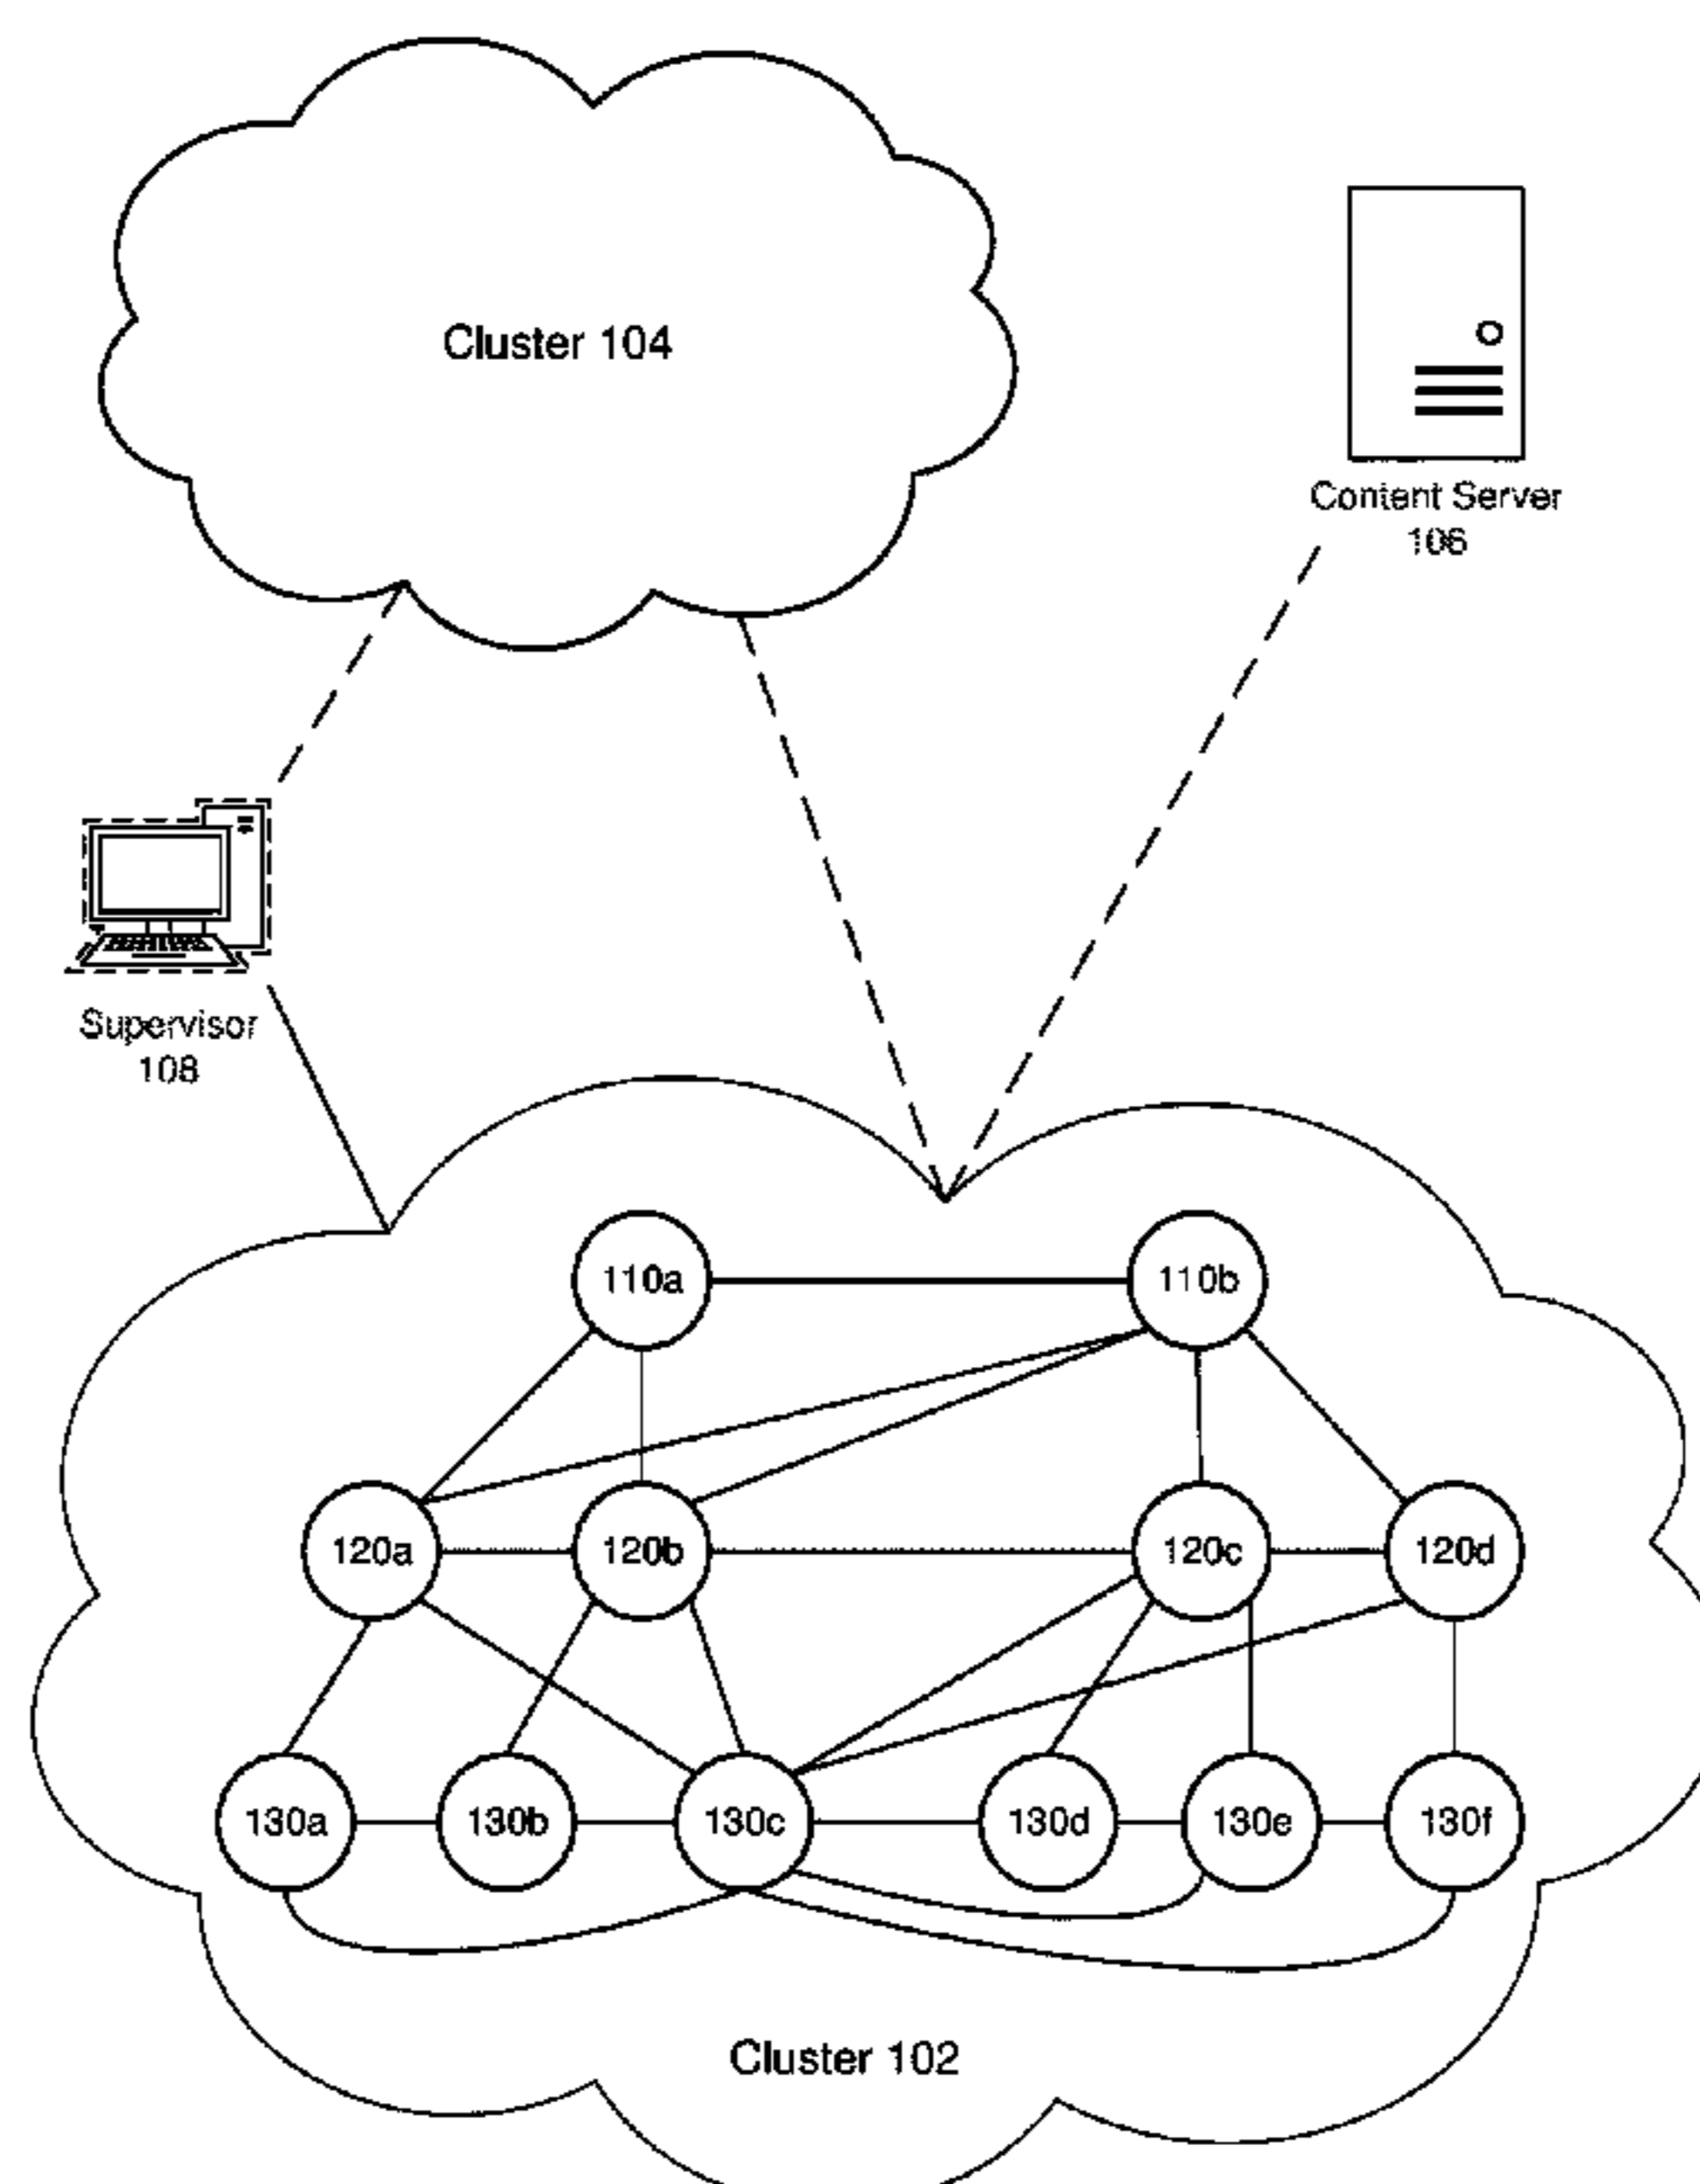 Cluster 104
Content Server
106
Supervisor
108
110a
110b
120a
120b
120c
120d
130a
130b
130c
130d
130e
130f
Cluster 102